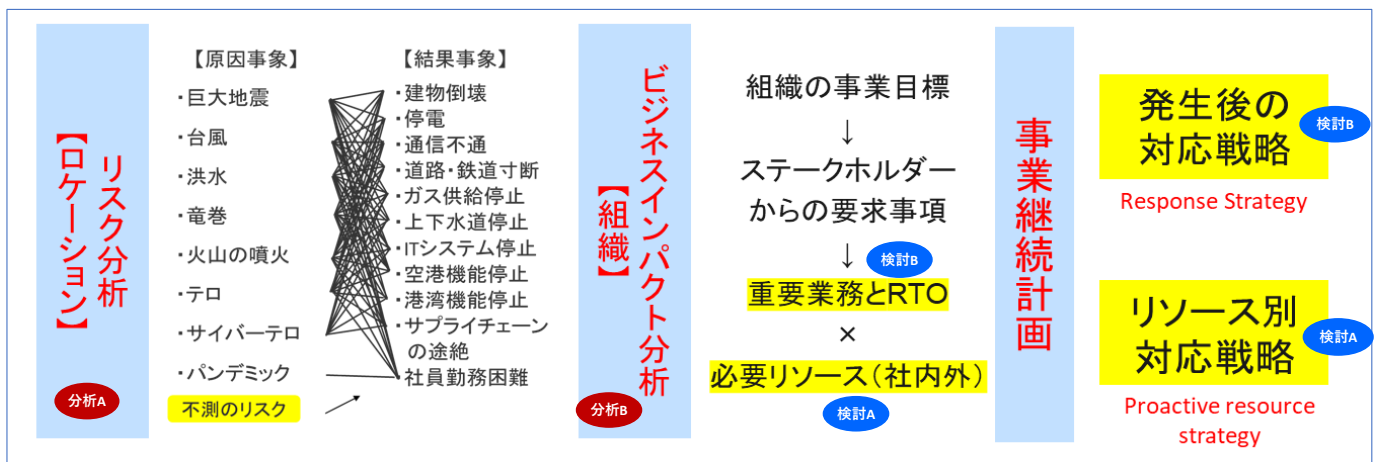 リスク分析
【ロケーション】
分析A
【原因事象】
・巨大地震
・台風
・洪水
・竜巻
・火山の噴火
・テロ
・サイバーテロ
・パンデミック
不測のリスク
【結果事象】
・建物倒壊
・停電
・通信不通
・道路・鉄道寸断
・ガス供給停止
・上下水道停止
・ITシステム停止
・空港機能停止
・港湾機能停止
・サプライチェーン
の途絶
・社員勤務困難
ビジネスインパクト分析
【組織】
分析B
組織の事業目標
↓
ステークホルダー
からの要求事項
↓
検討B
重要業務とRTO
×
必要リソース（社内外）
検討A
事業継続計画
発生後の
対応戦略
検討B
Response Strategy
リソース別
対応戦略
検討A
Proactive resource
strategy